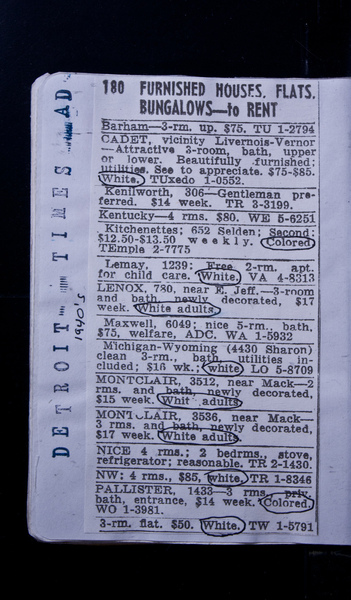 DETROIT TIMES AD
1940's
180 FURNISHED HOUSES, FLATS,
BUNGALOWS—to RENT
Barham—3-rm. up. $75. TU 1-2794
CADET, vicinity Livernois-Vernor
—Attractive 3-room, bath, upper
or lower. Beautifully furnished;
utilities. See to appreciate. $75-$85.
White. TUxedo 1-0552.
Kenilworth, 306—Gentleman pre-
ferred. $14 week. TR 3-3199.
Kentucky—4 rms. $80. WE 5-6251
Kitchenettes; 652 Selden; Second;
$12.50-$13.50 weekly. Colored
TEmple 2-7775
Lemay, 1239; Free 2-rm. apt.
for child care. White. VA 4-8313
LENOX, 780, near E. Jeff.—3-room
and bath, newly decorated, $17
week. White adults.
Maxwell, 6049; nice 5-rm., bath.
$75, welfare, ADC. WA 1-5932
Michigan-Wyoming (4430 Sharon)
clean 3-rm., bath, utilities in-
cluded; $16 wk.; white LO 5-8709
MONTCLAIR, 3512, near Mack—2
rms. and bath, newly decorated,
$15 week. Whit adults.
MONTCLAIR, 3536, near Mack—
3 rms. and bath, newly decorated,
$17 week. White adults.
NICE 4 rms.; 2 bedrms., stove,
refrigerator; reasonable. TR 2-1430.
NW: 4 rms., $85, white. TR 1-8346
PALLISTER, 1433—3 rms., priv.
bath, entrance, $14 week. Colored.
WO 1-3981.
3-rm. flat. $50. White. TW 1-5791